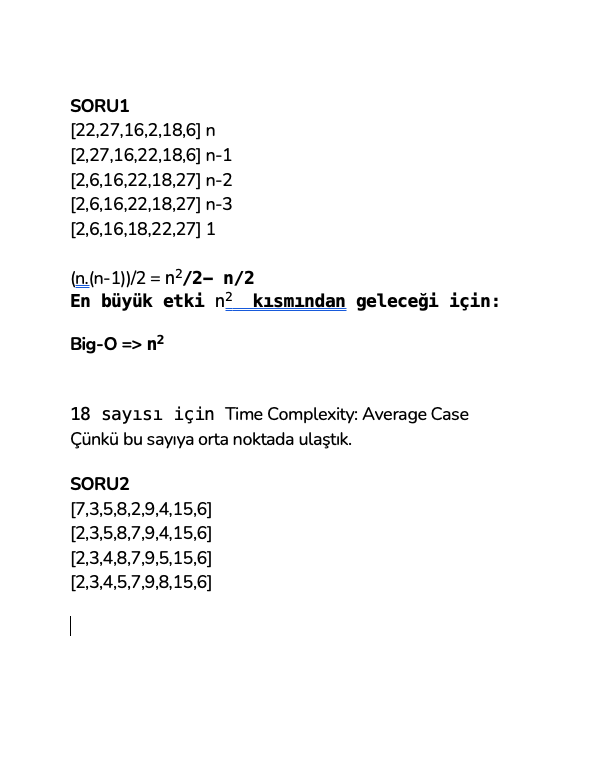 SORU1
[22,27,16,2,18,6] n
[2,27,16,22,18,6] n-1
[2,6,16,22,18,27] n-2
[2,6,16,22,18,27] n-3
[2,6,16,18,22,27] 1
(n.(n-1))/2 = n²/2– n/2
En büyük etki n² kısmından geleceği için:
Big-O => n²
18 sayısı için Time Complexity: Average Case
Çünkü bu sayıya orta noktada ulaştık.
SORU2
[7,3,5,8,2,9,4,15,6]
[2,3,5,8,7,9,4,15,6]
[2,3,4,8,7,9,5,15,6]
[2,3,4,5,7,9,8,15,6]